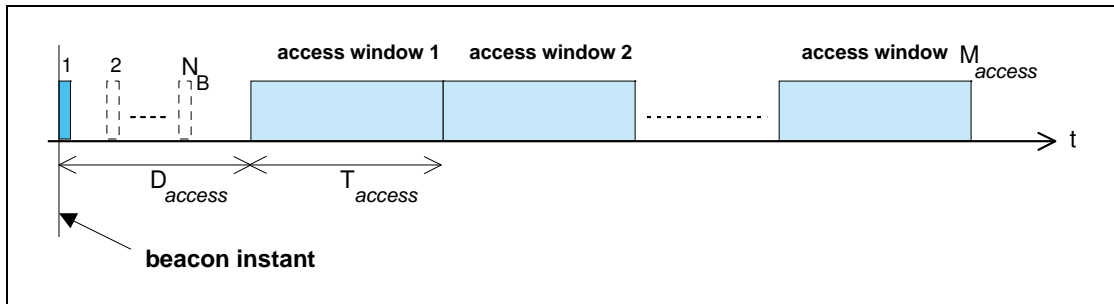 access window 1
access window 2
access window M access
1
2
N B
t
D access
T access
beacon instant